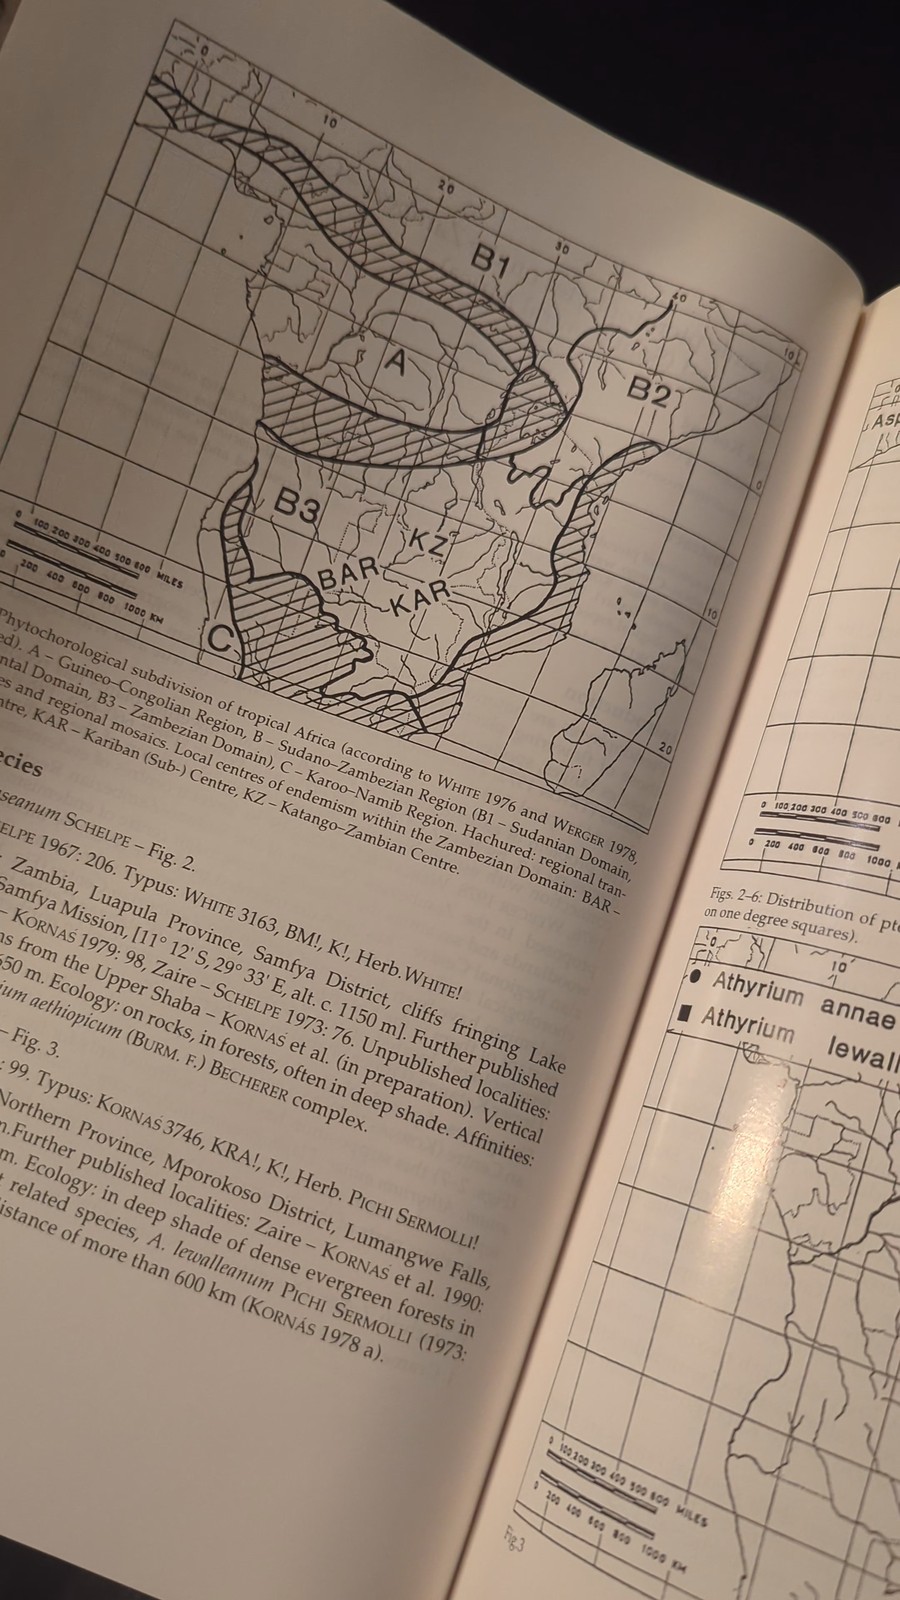 0
10
20
30
40
10
B1
A
B2
B3
KZ
BAR
KAR
C
0
10
20
0 100 200 300 400 500 600 MILES
0 200 400 600 800 1000 KM
Phytochorological subdivision of tropical Africa (according to WHITE 1976 and WERGER 1978,
ed). A – Guineo–Congolian Region, B – Sudano–Zambezian Region (B1 – Sudanian Domain,
ntal Domain, B3 – Zambezian Domain), C – Karoo–Namib Region. Hachured: regional tran-
es and regional mosaics. Local centres of endemism within the Zambezian Domain: BAR –
ntre, KAR – Kariban (Sub-) Centre, KZ – Katango–Zambian Centre.
ecies
seanum SCHELPE – Fig. 2.
HELPE 1967: 206. Typus: WHITE 3163, BM!, K!, Herb.WHITE!
Zambia, Luapula Province, Samfya District, cliffs fringing Lake
Samfya Mission, [11° 12' S, 29° 33' E, alt. c. 1150 m]. Further published
– KORNAŚ 1979: 98, Zaire – SCHELPE 1973: 76. Unpublished localities:
ns from the Upper Shaba – KORNAŚ et al. (in preparation). Vertical
650 m. Ecology: on rocks, in forests, often in deep shade. Affinities:
ium aethiopicum (BURM. F.) BECHERER complex.
– Fig. 3.
: 99. Typus: KORNAŚ 3746, KRA!, K!, Herb. PICHI SERMOLLI!
Northern Province, Mporokoso District, Lumangwe Falls,
n.Further published localities: Zaire – KORNAŚ et al. 1990:
m. Ecology: in deep shade of dense evergreen forests in
t related species, A. lewalleanum PICHI SERMOLLI (1973:
istance of more than 600 km (KORNAŚ 1978 a).
0
Asp
0 100 200 300 400 500 600
0 200 400 600 800 1000
Figs. 2–6: Distribution of pte
on one degree squares).
0
10
● Athyrium annae
■ Athyrium lewall
0 100 200 300 400 500 600 MILES
0 200 400 600 800 1000 KM
Fig.3